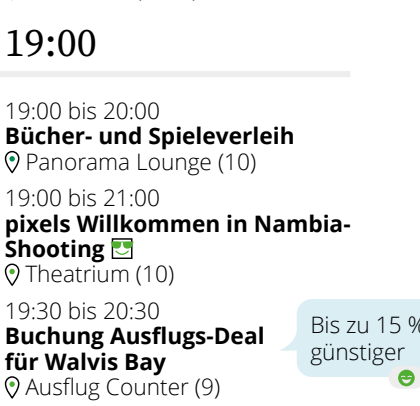 19:00
19:00 bis 20:00
Bücher- und Spieleverleih
Panorama Lounge (10)
19:00 bis 21:00
pixels Willkommen in Nambia-
Shooting
Theatrium (10)
19:30 bis 20:30
Buchung Ausflugs-Deal
für Walvis Bay
Ausflug Counter (9)
Bis zu 15 %
günstiger